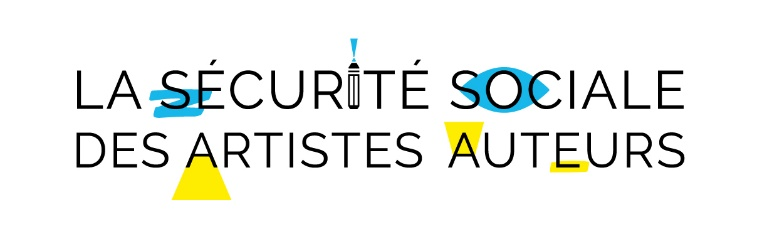 LA SÉCURITÉ SOCIALE
DES ARTISTES AUTEURS